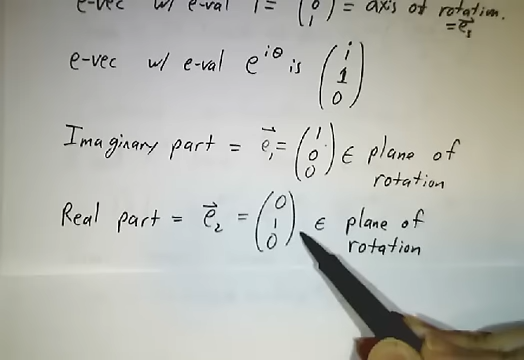 e-vec w/ e-val 1 = (0 0 1) = axis of rotation.
= e⃗₃
e-vec w/ e-val e^{iθ} is (i 1 0)
Imaginary part = e⃗₁ = (1 0 0) ∈ plane of
rotation
Real part = e⃗₂ = (0 1 0) ∈ plane of
rotation